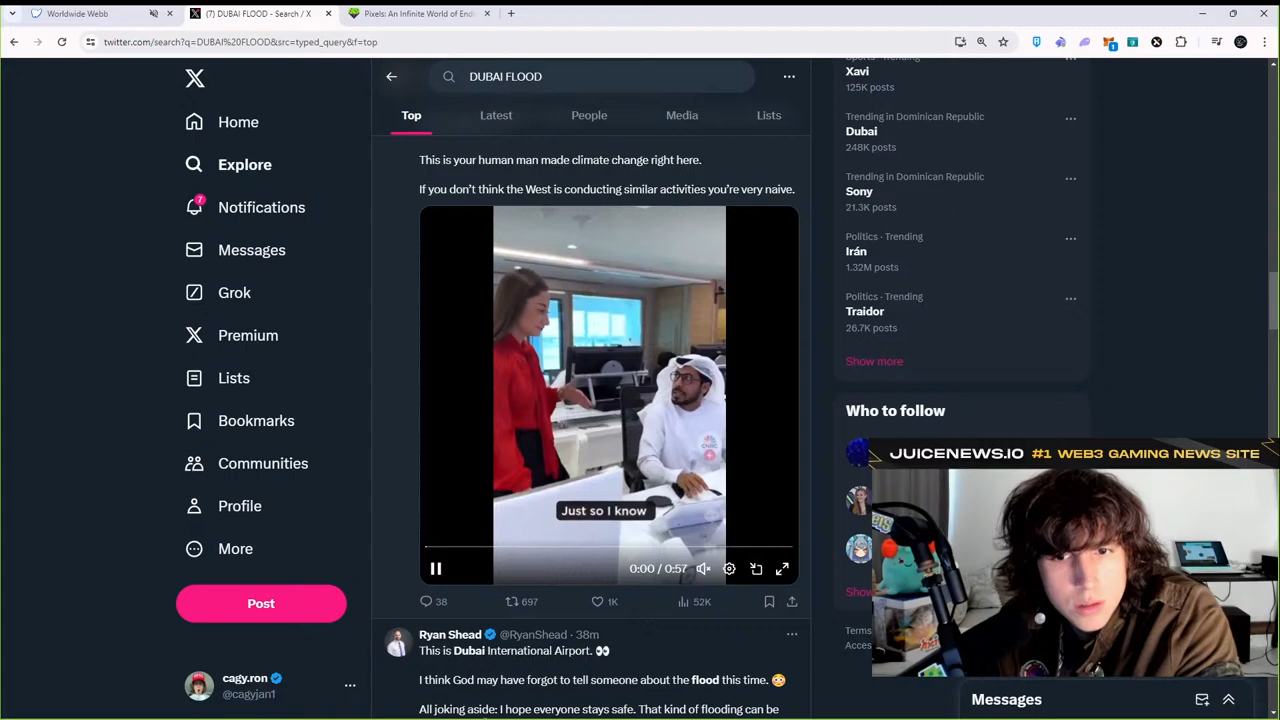 Worldwide Webb
(7) DUBAI FLOOD - Search / X
Pixels: An Infinite World of End
twitter.com/search?q=DUBAI%20FLOOD&src=typed_query&f=top
1
Home
Explore
7
Notifications
Messages
Grok
Premium
Lists
Bookmarks
Communities
Profile
More
Post
cagy.ron
@cagyjan1
DUBAI FLOOD
Top
Latest
People
Media
Lists
This is your human man made climate change right here.
If you don't think the West is conducting similar activities you're very naive.
CNBC
Just so I know
0:00 / 0:57
38
697
1K
52K
Ryan Shead @RyanShead · 38m
This is Dubai International Airport. 👀
I think God may have forgot to tell someone about the flood this time. 😳
All joking aside: I hope everyone stays safe. That kind of flooding can be
Xavi
125K posts
Trending in Dominican Republic
Dubai
248K posts
Trending in Dominican Republic
Sony
21.3K posts
Politics · Trending
Irán
1.32M posts
Politics · Trending
Traidor
26.7K posts
Show more
Who to follow
JUICENEWS.IO #1 WEB3 GAMING NEWS SITE
Messages